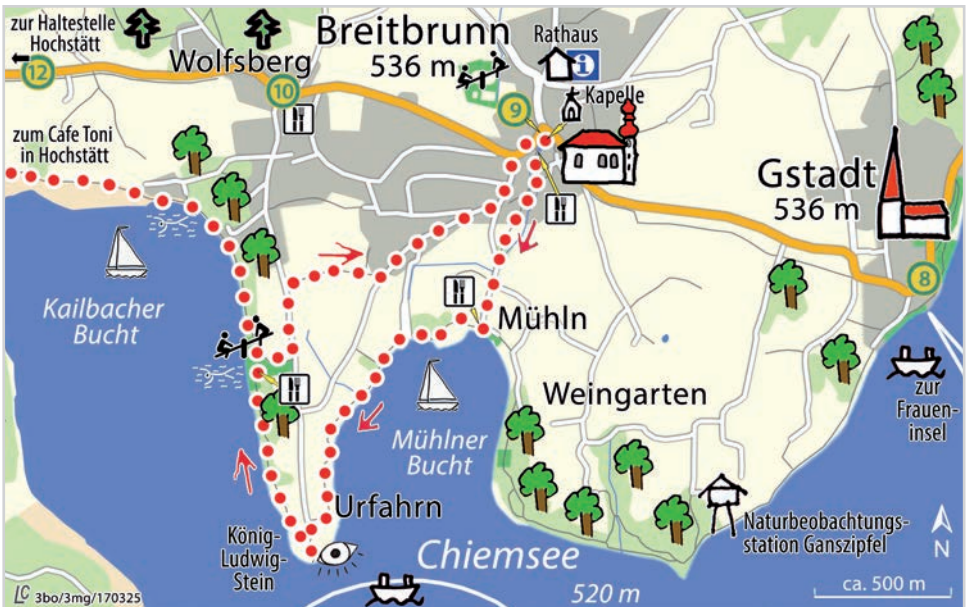 zur Haltestelle
Hochstätt
12
Wolfsberg
10
Breitbrunn
536 m
Rathaus
i
9
Kapelle
zum Cafe Toni
in Hochstätt
Gstadt
536 m
8
Kailbacher
Bucht
Mühln
Weingarten
zur
Frauen-
insel
Mühlner
Bucht
Urfahrn
König-
Ludwig-
Stein
Chiemsee
Naturbeobachtungs-
station Ganszipfel
N
LC 3bo/3mg/170325
520 m
ca. 500 m